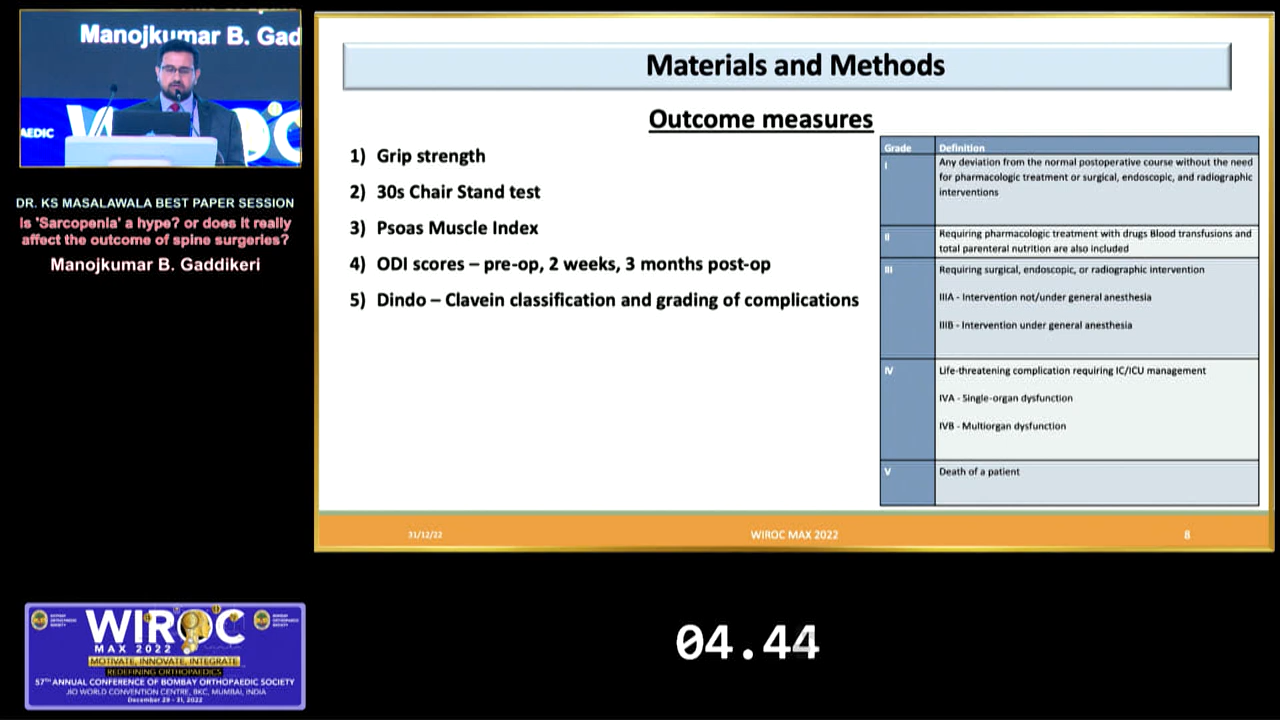 Manojkumar B. Gad
AEDIC
DR. KS MASALAWALA BEST PAPER SESSION
Is 'Sarcopenia' a hype? or does it really
affect the outcome of spine surgeries?
Manojkumar B. Gaddikeri
Materials and Methods
Outcome measures
1) Grip strength
2) 30s Chair Stand test
3) Psoas Muscle Index
4) ODI scores – pre-op, 2 weeks, 3 months post-op
5) Dindo – Clavein classification and grading of complications
Grade Definition
I Any deviation from the normal postoperative course without the need
for pharmacologic treatment or surgical, endoscopic, and radiographic
interventions
II Requiring pharmacologic treatment with drugs Blood transfusions and
total parenteral nutrition are also included
III Requiring surgical, endoscopic, or radiographic intervention
IIIA - Intervention not/under general anesthesia
IIIB - Intervention under general anesthesia
IV Life-threatening complication requiring IC/ICU management
IVA - Single-organ dysfunction
IVB - Multiorgan dysfunction
V Death of a patient
31/12/22 WIROC MAX 2022 8
WIROC
MAX 2022
MOTIVATE, INNOVATE, INTEGRATE
REDEFINING ORTHOPAEDICS
57TH ANNUAL CONFERENCE OF BOMBAY ORTHOPAEDIC SOCIETY
JIO WORLD CONVENTION CENTRE, BKC, MUMBAI, INDIA
December 29 - 31, 2022
04.44